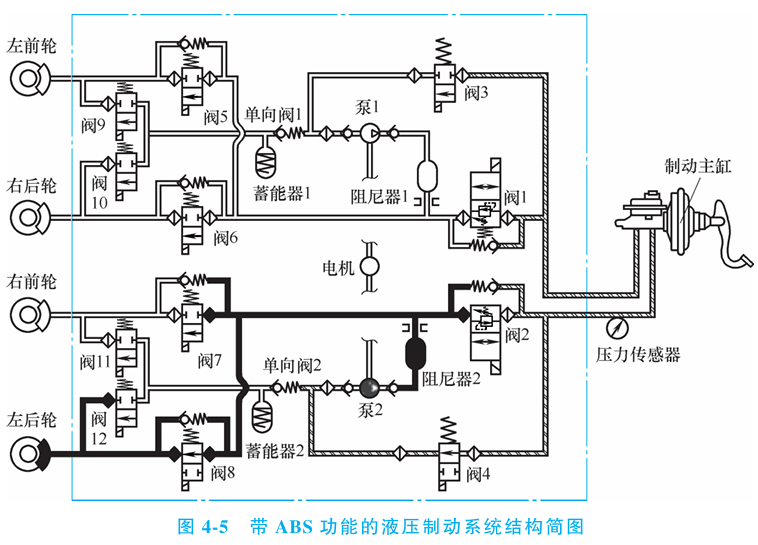 左前轮
阀9
阀5
阀
10
单向阀1
蓄能器1
泵1
阀3
阻尼器1
阀1
制动主缸
右后轮
阀6
电机
右前轮
阀11
阀7
单向阀2
阀2
压力传感器
阻尼器2
泵2
左后轮
阀
12
阀8
蓄能器2
阀4
图 4-5 带 ABS 功能的液压制动系统结构简图